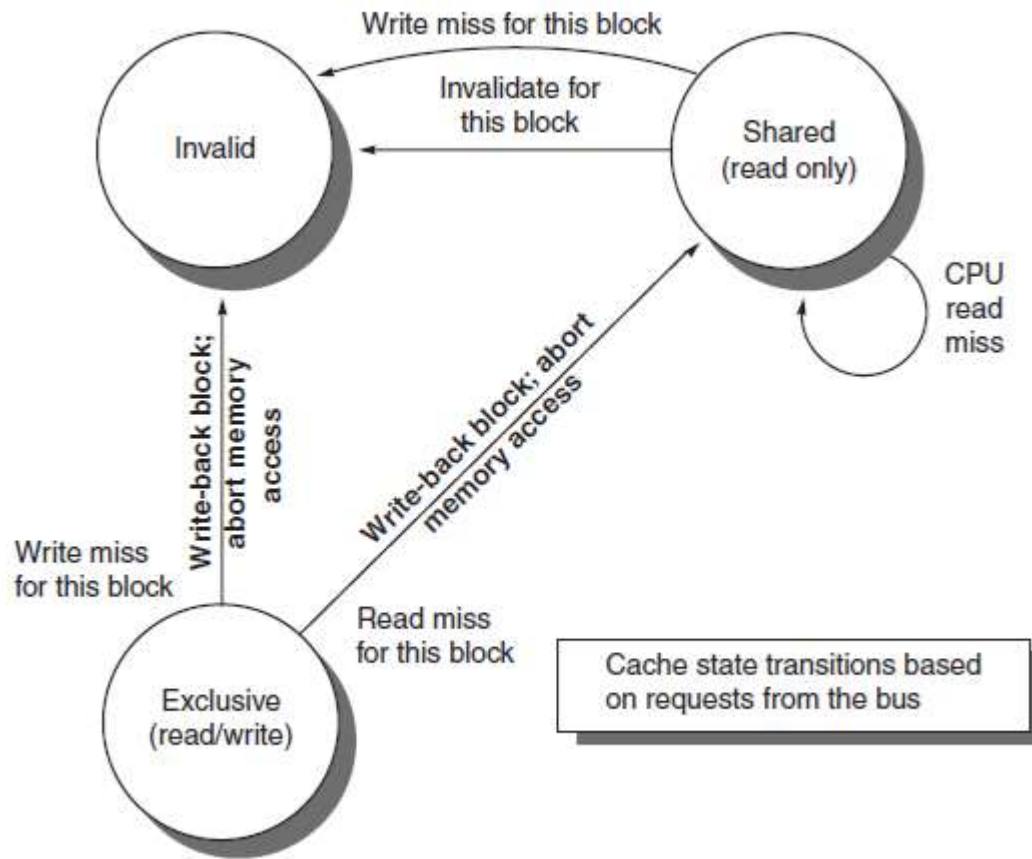 Write miss for this block
Invalidate for
this block
Invalid
Shared
(read only)
CPU
read
miss
Write-back block;
abort memory
access
Write-back block; abort
memory access
Write miss
for this block
Read miss
for this block
Exclusive
(read/write)
Cache state transitions based
on requests from the bus